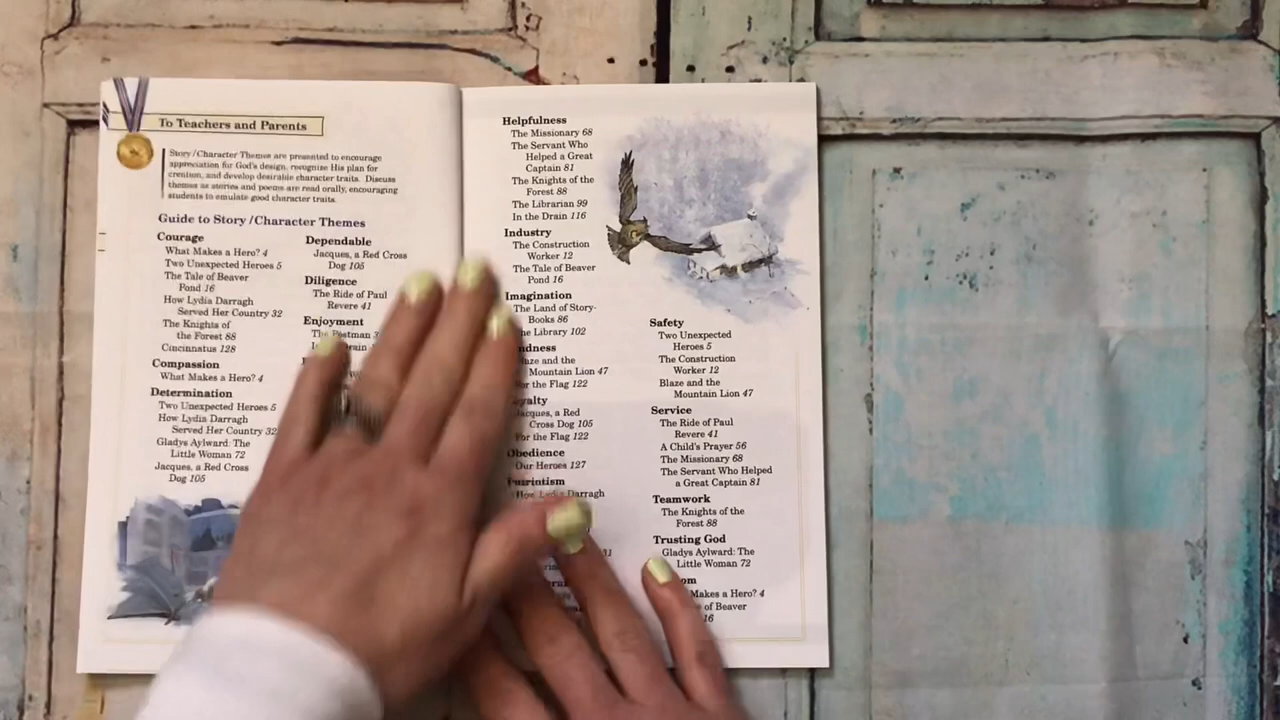 To Teachers and Parents
Story/Character Themes are presented to encourage
appreciation for God's design, recognize His plan for
creation, and develop desirable character traits. Discuss
themes as stories and poems are read orally, encouraging
students to emulate good character traits.
Guide to Story/Character Themes
Courage
What Makes a Hero? 4
Two Unexpected Heroes 5
The Tale of Beaver
Pond 16
How Lydia Darragh
Served Her Country 32
The Knights of
the Forest 88
Cincinnatus 128
Compassion
What Makes a Hero? 4
Determination
Two Unexpected Heroes 5
How Lydia Darragh
Served Her Country 32
Gladys Aylward: The
Little Woman 72
Jacques, a Red Cross
Dog 105
Dependable
Jacques, a Red Cross
Dog 105
Diligence
The Ride of Paul
Revere 41
Enjoyment
The Postman
Helpfulness
The Missionary 68
The Servant Who
Helped a Great
Captain 81
The Knights of the
Forest 88
The Librarian 99
In the Drain 116
Industry
The Construction
Worker 12
The Tale of Beaver
Pond 16
Imagination
The Land of Story-
Books 86
Library 102
Blaze and the
Mountain Lion 47
For the Flag 122
Jacques, a Red
Cross Dog 105
For the Flag 122
Obedience
Our Heroes 127
Patriotism
How Lydia Darragh
Safety
Two Unexpected
Heroes 5
The Construction
Worker 12
Blaze and the
Mountain Lion 47
Service
The Ride of Paul
Revere 41
A Child's Prayer 56
The Missionary 68
The Servant Who Helped
a Great Captain 81
Teamwork
The Knights of the
Forest 88
Trusting God
Gladys Aylward: The
Little Woman 72
Makes a Hero? 4
of Beaver
16